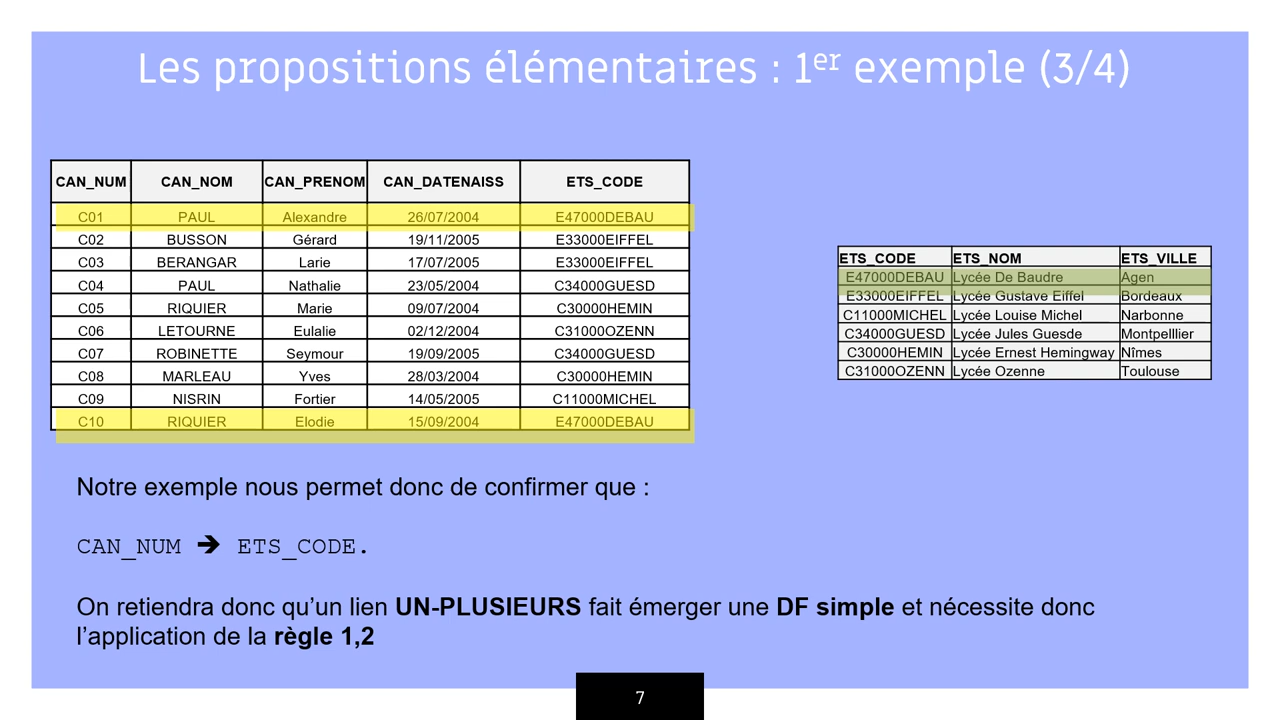 Les propositions élémentaires : 1er exemple (3/4)
CAN_NUM CAN_NOM CAN_PRENOM CAN_DATENAISS ETS_CODE
C01 PAUL Alexandre 26/07/2004 E47000DEBAU
C02 BUSSON Gérard 19/11/2005 E33000EIFFEL
C03 BERANGAR Larie 17/07/2005 E33000EIFFEL
C04 PAUL Nathalie 23/05/2004 C34000GUESD
C05 RIQUIER Marie 09/07/2004 C30000HEMIN
C06 LETOURNE Eulalie 02/12/2004 C31000OZENN
C07 ROBINETTE Seymour 19/09/2005 C34000GUESD
C08 MARLEAU Yves 28/03/2004 C30000HEMIN
C09 NISRIN Fortier 14/05/2005 C11000MICHEL
C10 RIQUIER Elodie 15/09/2004 E47000DEBAU
ETS_CODE ETS_NOM ETS_VILLE
E47000DEBAU Lycée De Baudre Agen
E33000EIFFEL Lycée Gustave Eiffel Bordeaux
C11000MICHEL Lycée Louise Michel Narbonne
C34000GUESD Lycée Jules Guesde Montpelllier
C30000HEMIN Lycée Ernest Hemingway Nîmes
C31000OZENN Lycée Ozenne Toulouse
Notre exemple nous permet donc de confirmer que :
CAN_NUM ➔ ETS_CODE.
On retiendra donc qu’un lien UN-PLUSIEURS fait émerger une DF simple et nécessite donc
l’application de la règle 1,2
7